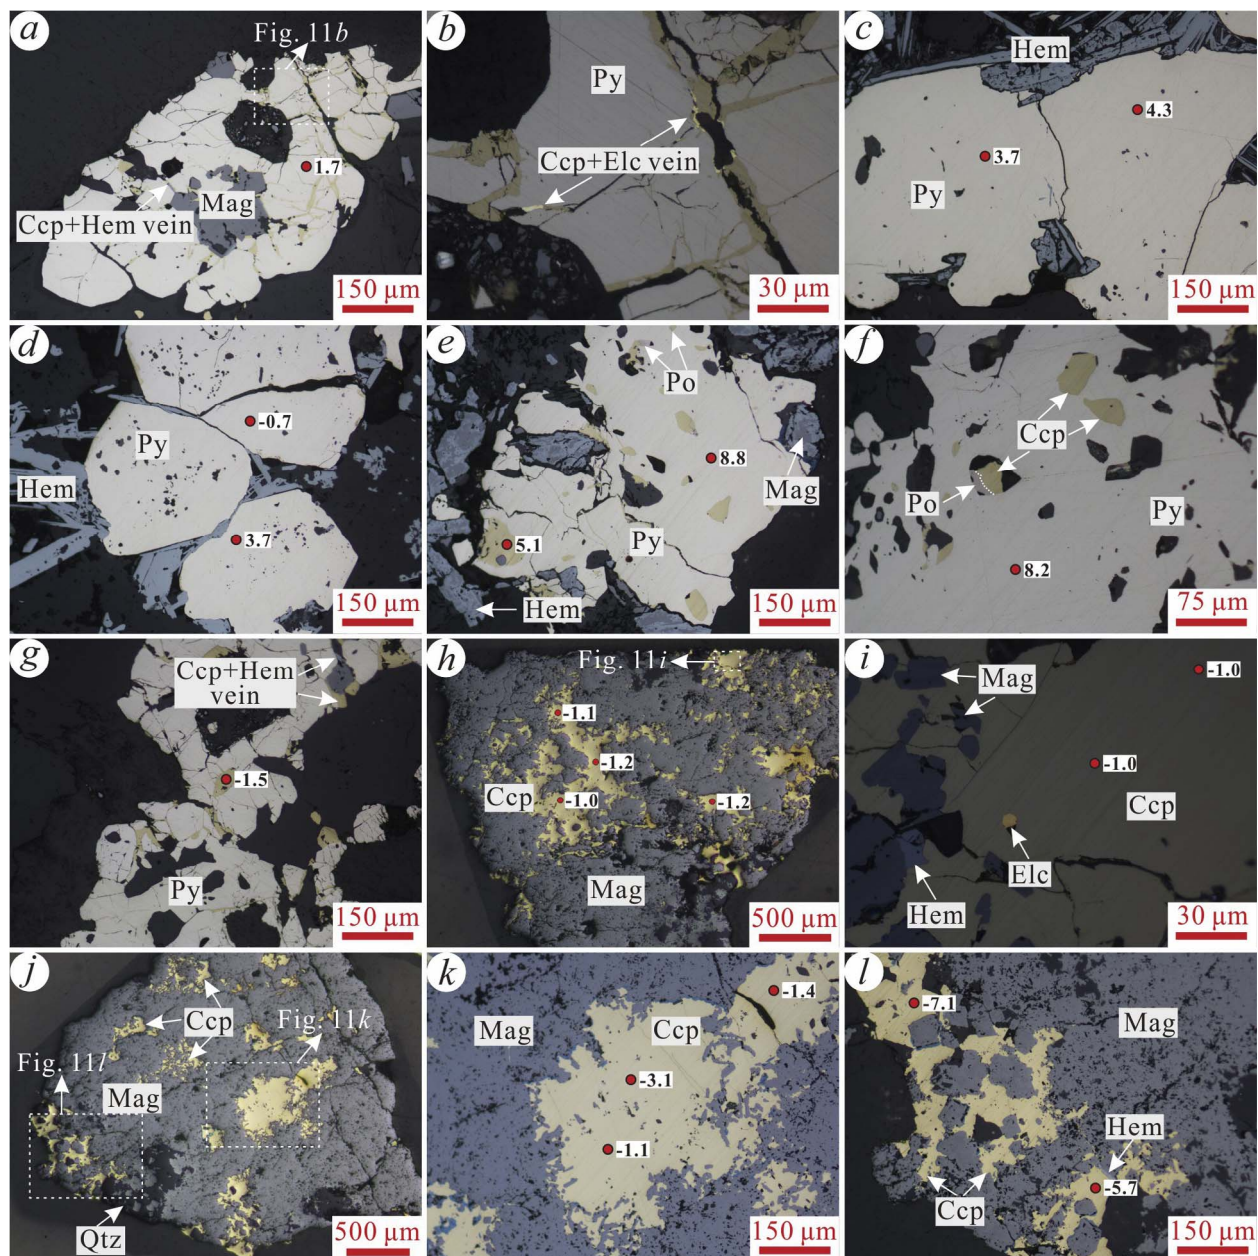 a
Fig. 11b
1.7
Mag
Ccp+Hem vein
150 µm
b
Py
Ccp+Elc vein
30 µm
c
Hem
4.3
3.7
Py
150 µm
d
-0.7
Py
Hem
3.7
150 µm
e
Po
8.8
Mag
5.1
Py
Hem
150 µm
f
Ccp
Po
Py
8.2
75 µm
g
Ccp+Hem
vein
-1.5
Py
150 µm
h
Fig. 11i
-1.1
-1.2
Ccp
-1.0
-1.2
Mag
500 µm
i
Mag
-1.0
-1.0
Ccp
Elc
Hem
30 µm
j
Ccp
Fig. 11k
Fig. 11l
Mag
Qtz
500 µm
k
-1.4
Mag
Ccp
-3.1
-1.1
150 µm
l
-7.1
Mag
Hem
-5.7
Ccp
150 µm